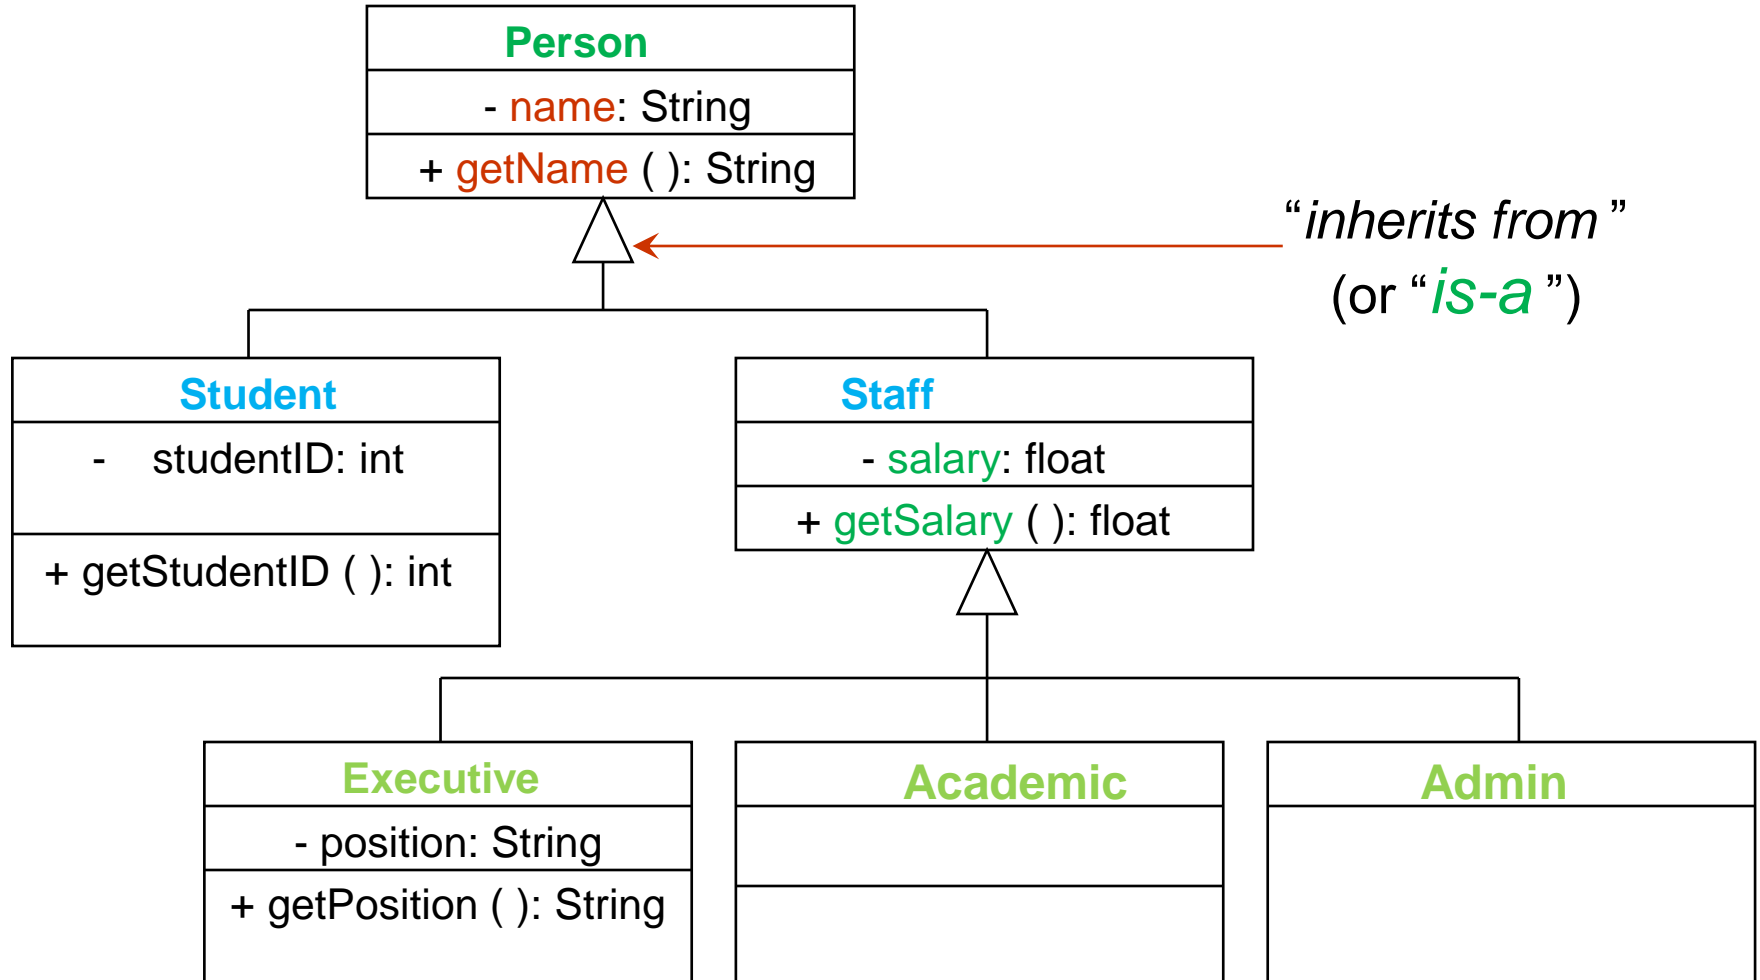 Person
- name: String
+ getName ( ): String
“inherits from ”
(or “is-a ”)
Student
- studentID: int
+ getStudentID ( ): int
Staff
- salary: float
+ getSalary ( ): float
Executive
- position: String
+ getPosition ( ): String
Academic
Admin